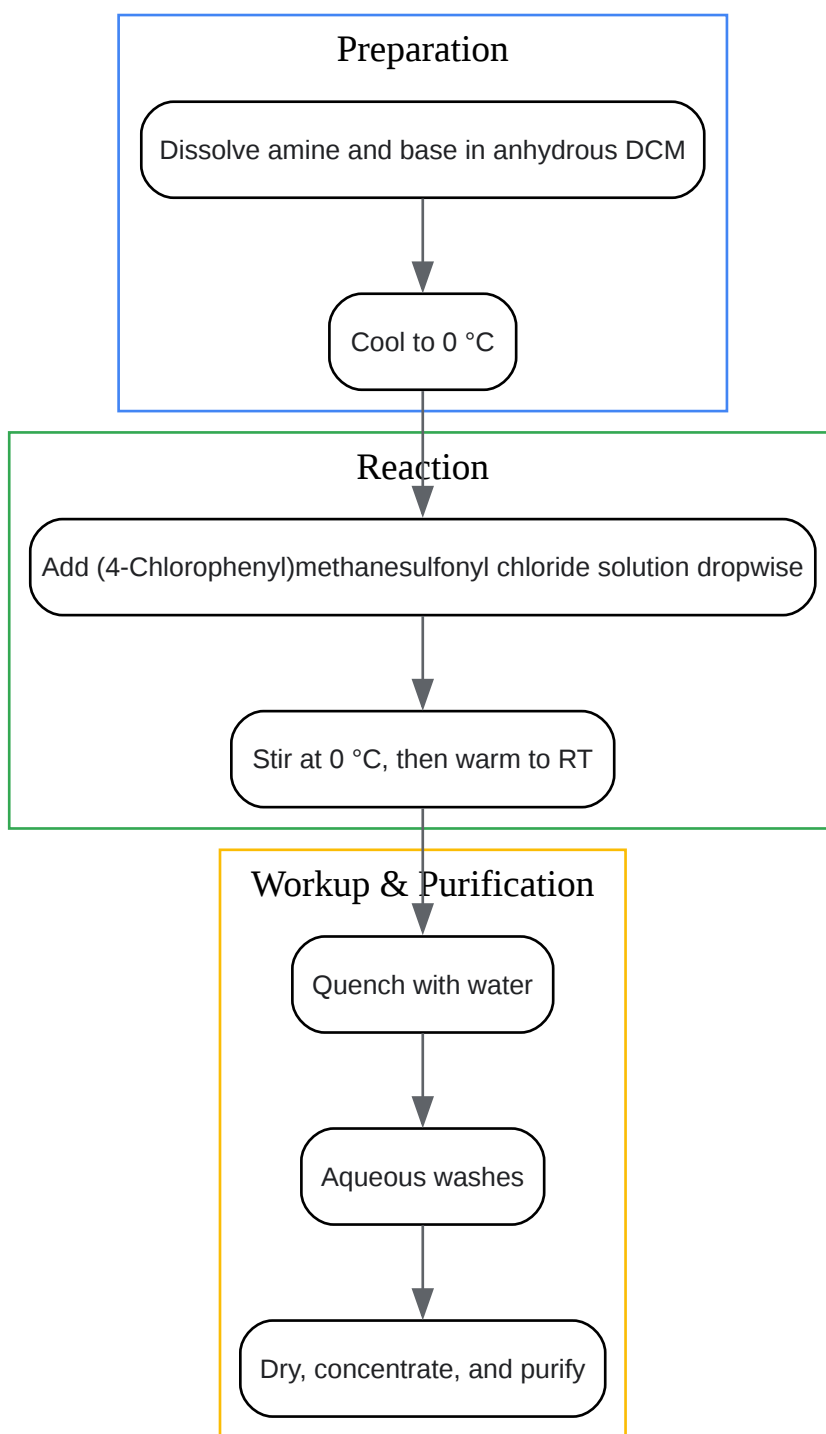 Preparation
Dissolve amine and base in anhydrous DCM
Cool to 0 °C
Reaction
Add (4-Chlorophenyl)methanesulfonyl chloride solution dropwise
Stir at 0 °C, then warm to RT
Workup & Purification
Quench with water
Aqueous washes
Dry, concentrate, and purify